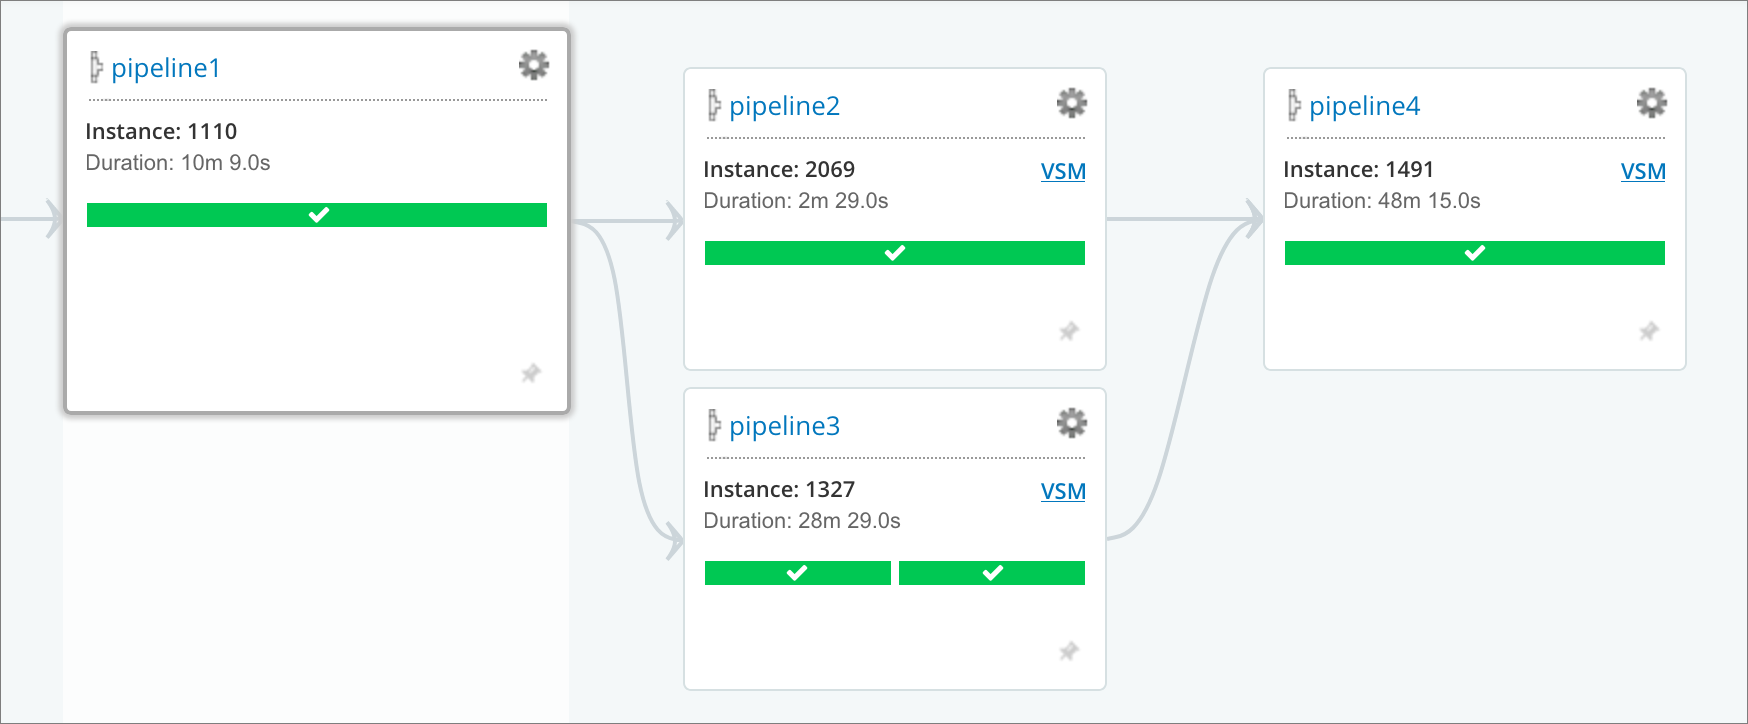 pipeline1
Instance: 1110
Duration: 10m 9.0s
pipeline2
Instance: 2069
VSM
Duration: 2m 29.0s
pipeline3
Instance: 1327
VSM
Duration: 28m 29.0s
pipeline4
Instance: 1491
VSM
Duration: 48m 15.0s